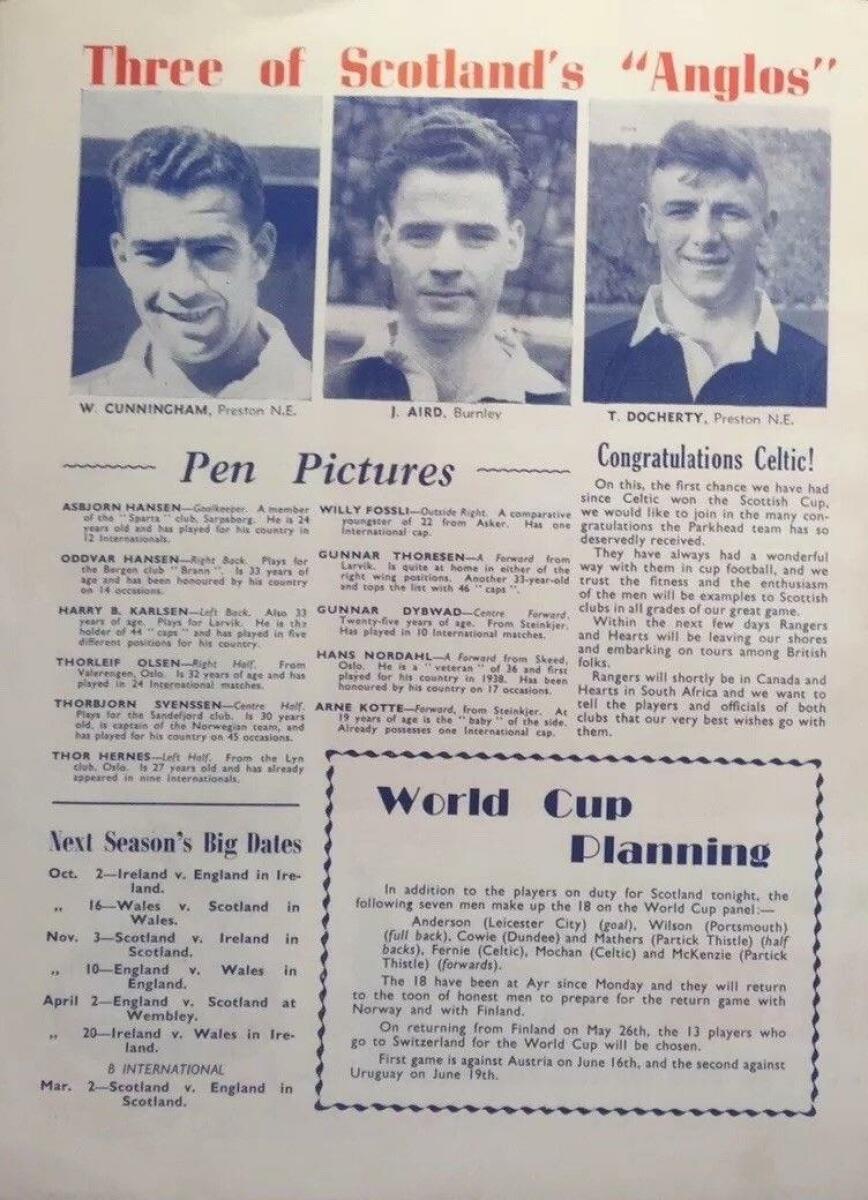 Three of Scotland's "Anglos"
W. CUNNINGHAM, Preston N.E.
J. AIRD, Burnley
T. DOCHERTY, Preston N.E.
Pen Pictures
ASBJORN HANSEN—Goalkeeper. A member
of the "Sparta" club, Sarpsborg. He is 24
years old and has played for his country in
12 Internationals.
ODDVAR HANSEN—Right Back. Plays for
the Bergen club "Brann". Is 33 years of
age and has been honoured by his country
on 14 occasions.
HARRY B. KARLSEN—Left Back. Also 33
years of age. Plays for Larvik. He is the
holder of 44 "caps" and has played in five
different positions for his country.
THORLEIF OLSEN—Right Half. From
Valerengen, Oslo. Is 32 years of age and has
played in 24 International matches.
THORBJORN SVENSSEN—Centre Half.
Plays for the Sandefjord club. Is 30 years
old, is captain of the Norwegian team, and
has played for his country on 45 occasions.
THOR HERNES—Left Half. From the Lyn
club, Oslo. Is 27 years old and has already
appeared in nine Internationals.
WILLY FOSSLI—Outside Right. A comparative
youngster of 22 from Asker. Has one
International cap.
GUNNAR THORESEN—A Forward from
Larvik. Is quite at home in either of the
right wing positions. Another 33-year-old
and tops the list with 46 "caps".
GUNNAR DYBWAD—Centre Forward.
Twenty-five years of age. From Steinkjer.
Has played in 10 International matches.
HANS NORDAHL—A Forward from Skeed,
Oslo. He is a "veteran" of 36 and first
played for his country in 1938. Has been
honoured by his country on 17 occasions.
ARNE KOTTE—Forward, from Steinkjer. At
19 years of age is the "baby" of the side.
Already possesses one International cap.
Congratulations Celtic!
On this, the first chance we have had
since Celtic won the Scottish Cup,
we would like to join in the many con-
gratulations the Parkhead team has so
deservedly received.
They have always had a wonderful
way with them in cup football, and we
trust the fitness and the enthusiasm
of the men will be examples to Scottish
clubs in all grades of our great game.
Within the next few days Rangers
and Hearts will be leaving our shores
and embarking on tours among British
folks.
Rangers will shortly be in Canada and
Hearts in South Africa and we want to
tell the players and officials of both
clubs that our very best wishes go with
them.
Next Season's Big Dates
Oct. 2—Ireland v. England in Ire-
land.
,, 16—Wales v. Scotland in
Wales.
Nov. 3—Scotland v. Ireland in
Scotland.
,, 10—England v. Wales in
England.
April 2—England v. Scotland at
Wembley.
,, 20—Ireland v. Wales in Ire-
land.
B INTERNATIONAL
Mar. 2—Scotland v. England in
Scotland.
World Cup
Planning
In addition to the players on duty for Scotland tonight, the
following seven men make up the 18 on the World Cup panel:—
Anderson (Leicester City) (goal), Wilson (Portsmouth)
(full back), Cowie (Dundee) and Mathers (Partick Thistle) (half
backs), Fernie (Celtic), Mochan (Celtic) and McKenzie (Partick
Thistle) (forwards).
The 18 have been at Ayr since Monday and they will return
to the toon of honest men to prepare for the return game with
Norway and with Finland.
On returning from Finland on May 26th, the 13 players who
go to Switzerland for the World Cup will be chosen.
First game is against Austria on June 16th, and the second against
Uruguay on June 19th.